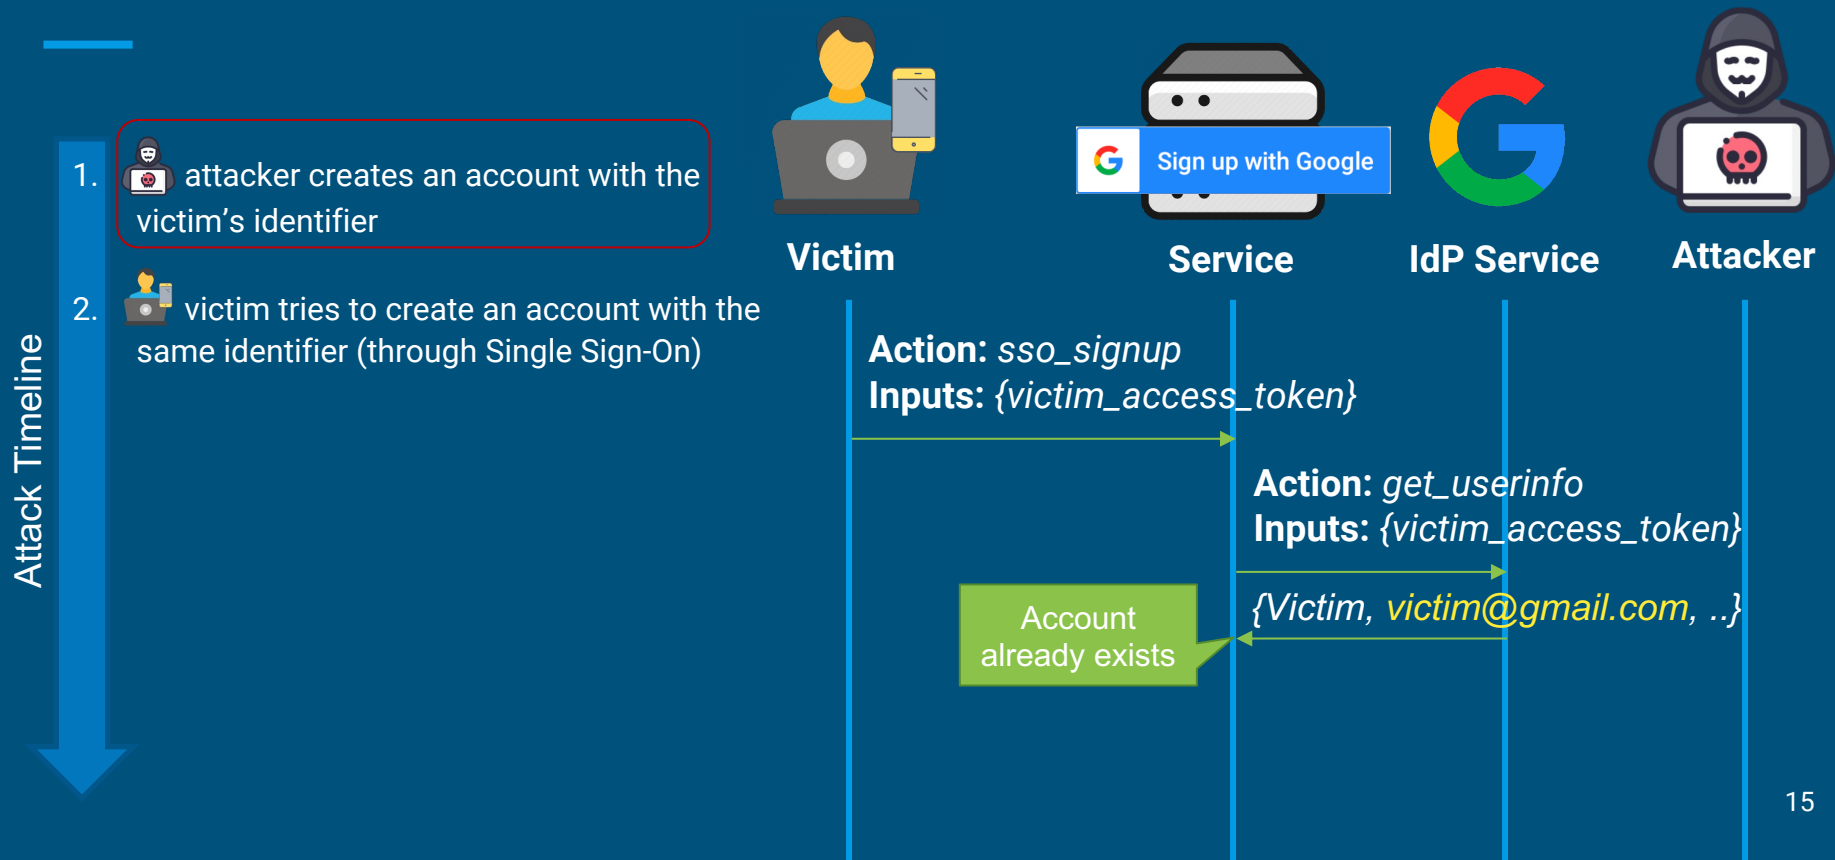 1. attacker creates an account with the
victim's identifier
2. victim tries to create an account with the
same identifier (through Single Sign-On)
Attack Timeline
Sign up with Google
Victim
Service
IdP Service
Attacker
Action: sso_signup
Inputs: {victim_access_token}
Action: get_userinfo
Inputs: {victim_access_token}
{Victim, victim@gmail.com, ..}
Account
already exists
15